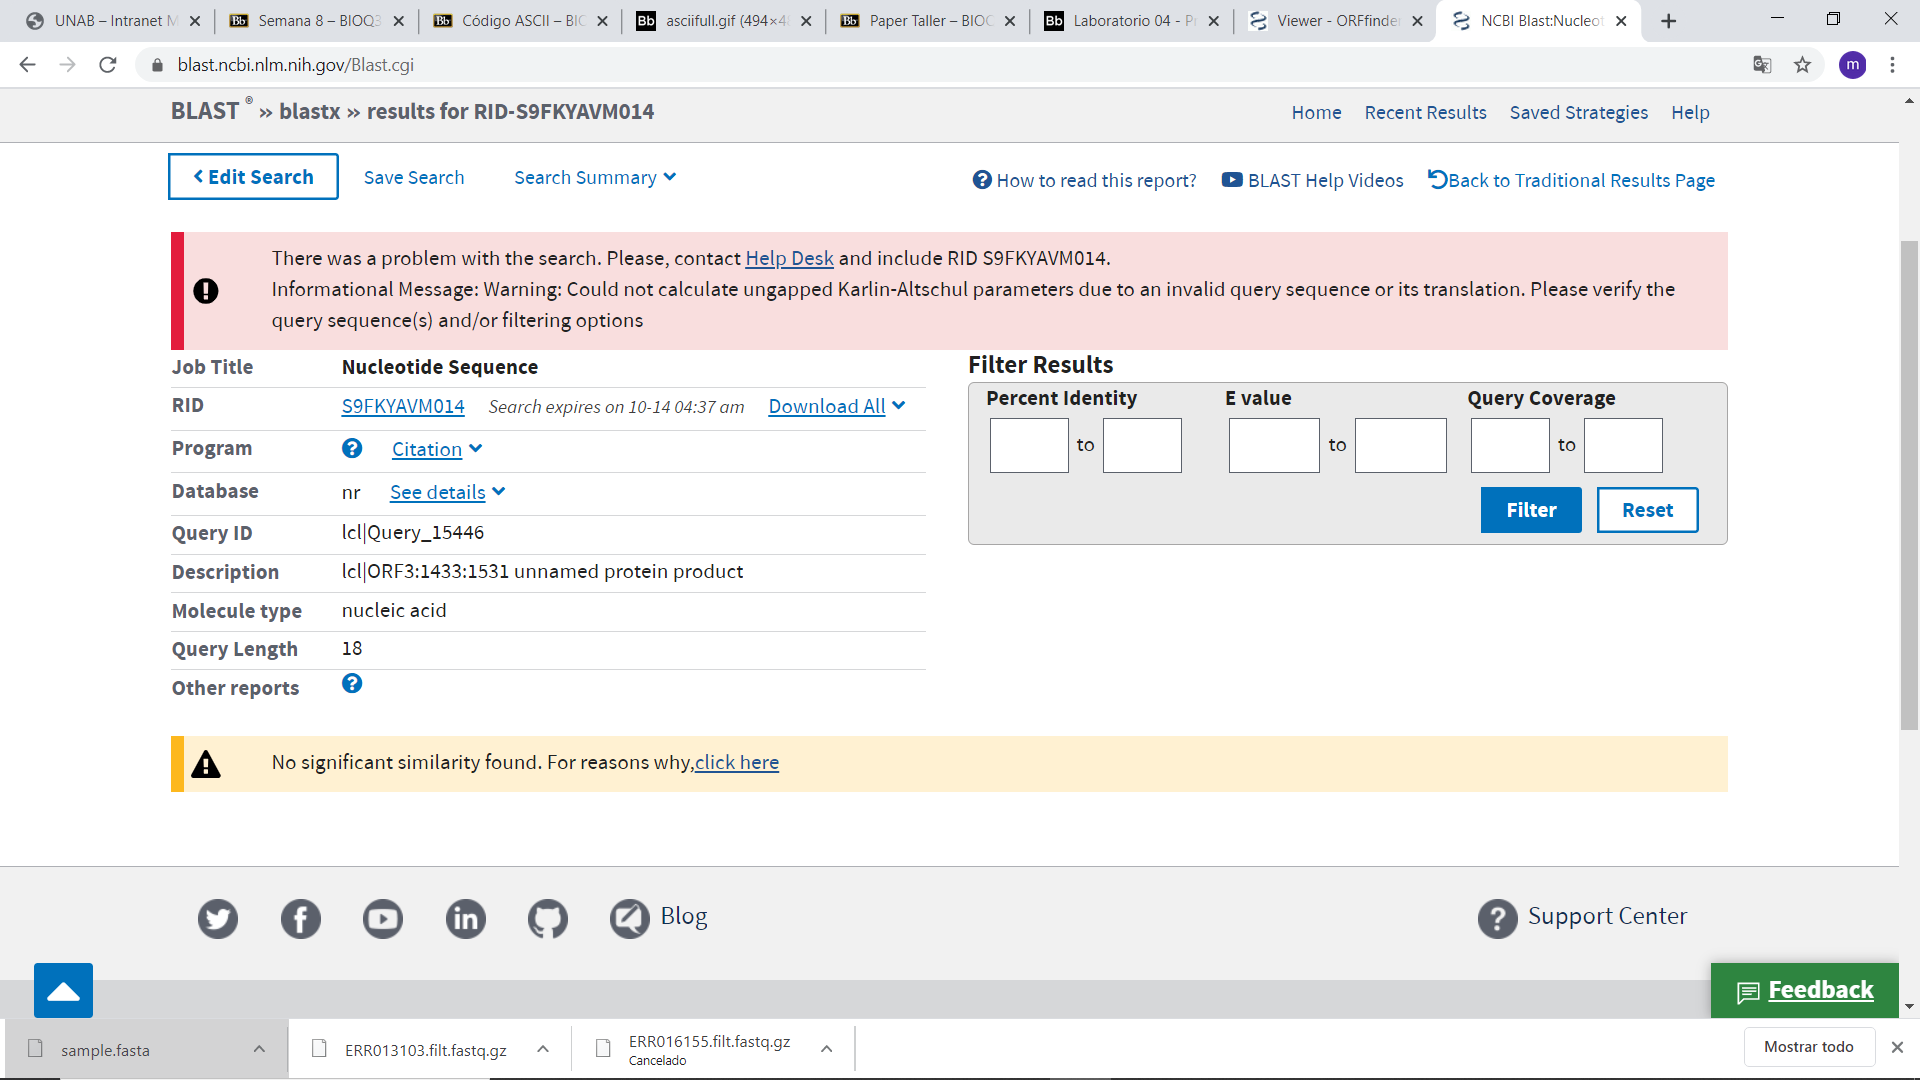 UNAB – Intranet M
Semana 8 – BIOQ3
Código ASCII – BIO
asciifull.gif (494×4
Paper Taller – BIOC
Laboratorio 04 - Pr
Viewer - ORFfinder
NCBI Blast:Nucleot
blast.ncbi.nlm.nih.gov/Blast.cgi
m
BLAST ® » blastx » results for RID-S9FKYAVM014
Home Recent Results Saved Strategies Help
Edit Search Save Search Search Summary
How to read this report? BLAST Help Videos Back to Traditional Results Page
There was a problem with the search. Please, contact Help Desk and include RID S9FKYAVM014.
Informational Message: Warning: Could not calculate ungapped Karlin-Altschul parameters due to an invalid query sequence or its translation. Please verify the
query sequence(s) and/or filtering options
Job Title Nucleotide Sequence
RID S9FKYAVM014 Search expires on 10-14 04:37 am Download All
Program Citation
Database nr See details
Query ID lcl|Query_15446
Description lcl|ORF3:1433:1531 unnamed protein product
Molecule type nucleic acid
Query Length 18
Other reports
Filter Results
Percent Identity E value Query Coverage
to to to
Filter Reset
No significant similarity found. For reasons why,click here
Blog
Support Center
Feedback
sample.fasta
ERR013103.filt.fastq.gz
ERR016155.filt.fastq.gz
Cancelado
Mostrar todo